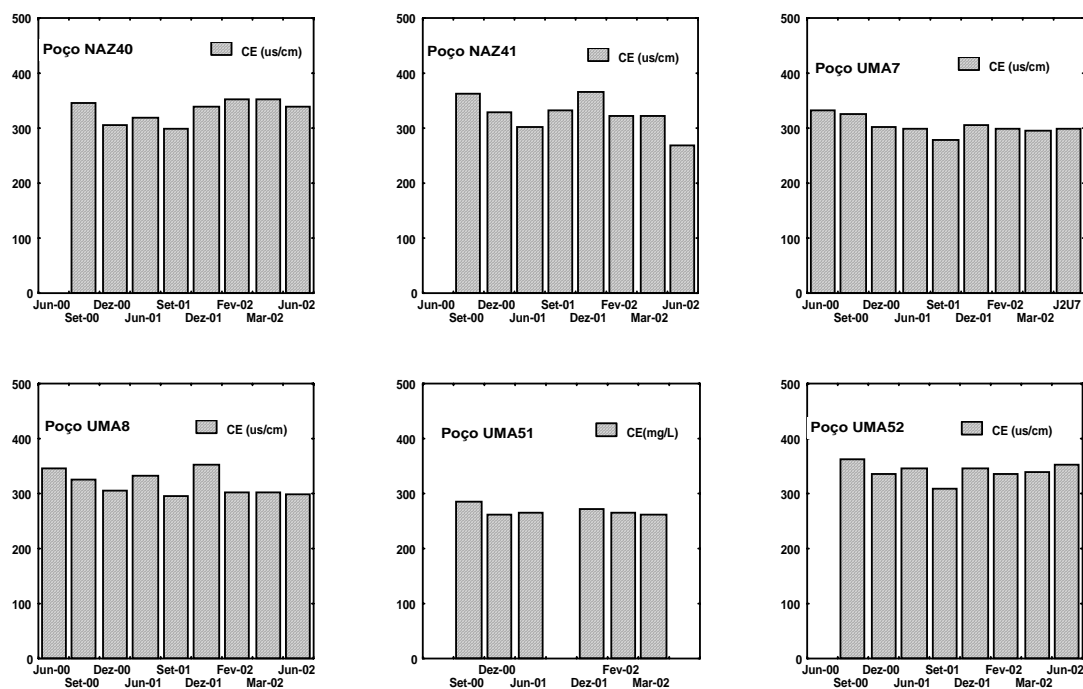 500
400
300
200
100
0
Poço NAZ40
CE (us/cm)
Jun-00 Dez-00 Set-01 Fev-02 Jun-02
Set-00 Jun-01 Dez-01 Mar-02
500
400
300
200
100
0
Poço NAZ41
CE (us/cm)
Jun-00 Dez-00 Set-01 Fev-02 Jun-02
Set-00 Jun-01 Dez-01 Mar-02
500
400
300
200
100
0
Poço UMA7
CE (us/cm)
Jun-00 Dez-00 Set-01 Fev-02 J2U7
Set-00 Jun-01 Dez-01 Mar-02
500
400
300
200
100
0
Poço UMA8
CE (us/cm)
Jun-00 Dez-00 Set-01 Fev-02 Jun-02
Set-00 Jun-01 Dez-01 Mar-02
500
400
300
200
100
0
Poço UMA51
CE(mg/L)
Dez-00 Fev-02
Set-00 Jun-01 Dez-01 Mar-02
500
400
300
200
100
0
Poço UMA52
CE (us/cm)
Jun-00 Dez-00 Set-01 Fev-02 Jun-02
Set-00 Jun-01 Dez-01 Mar-02